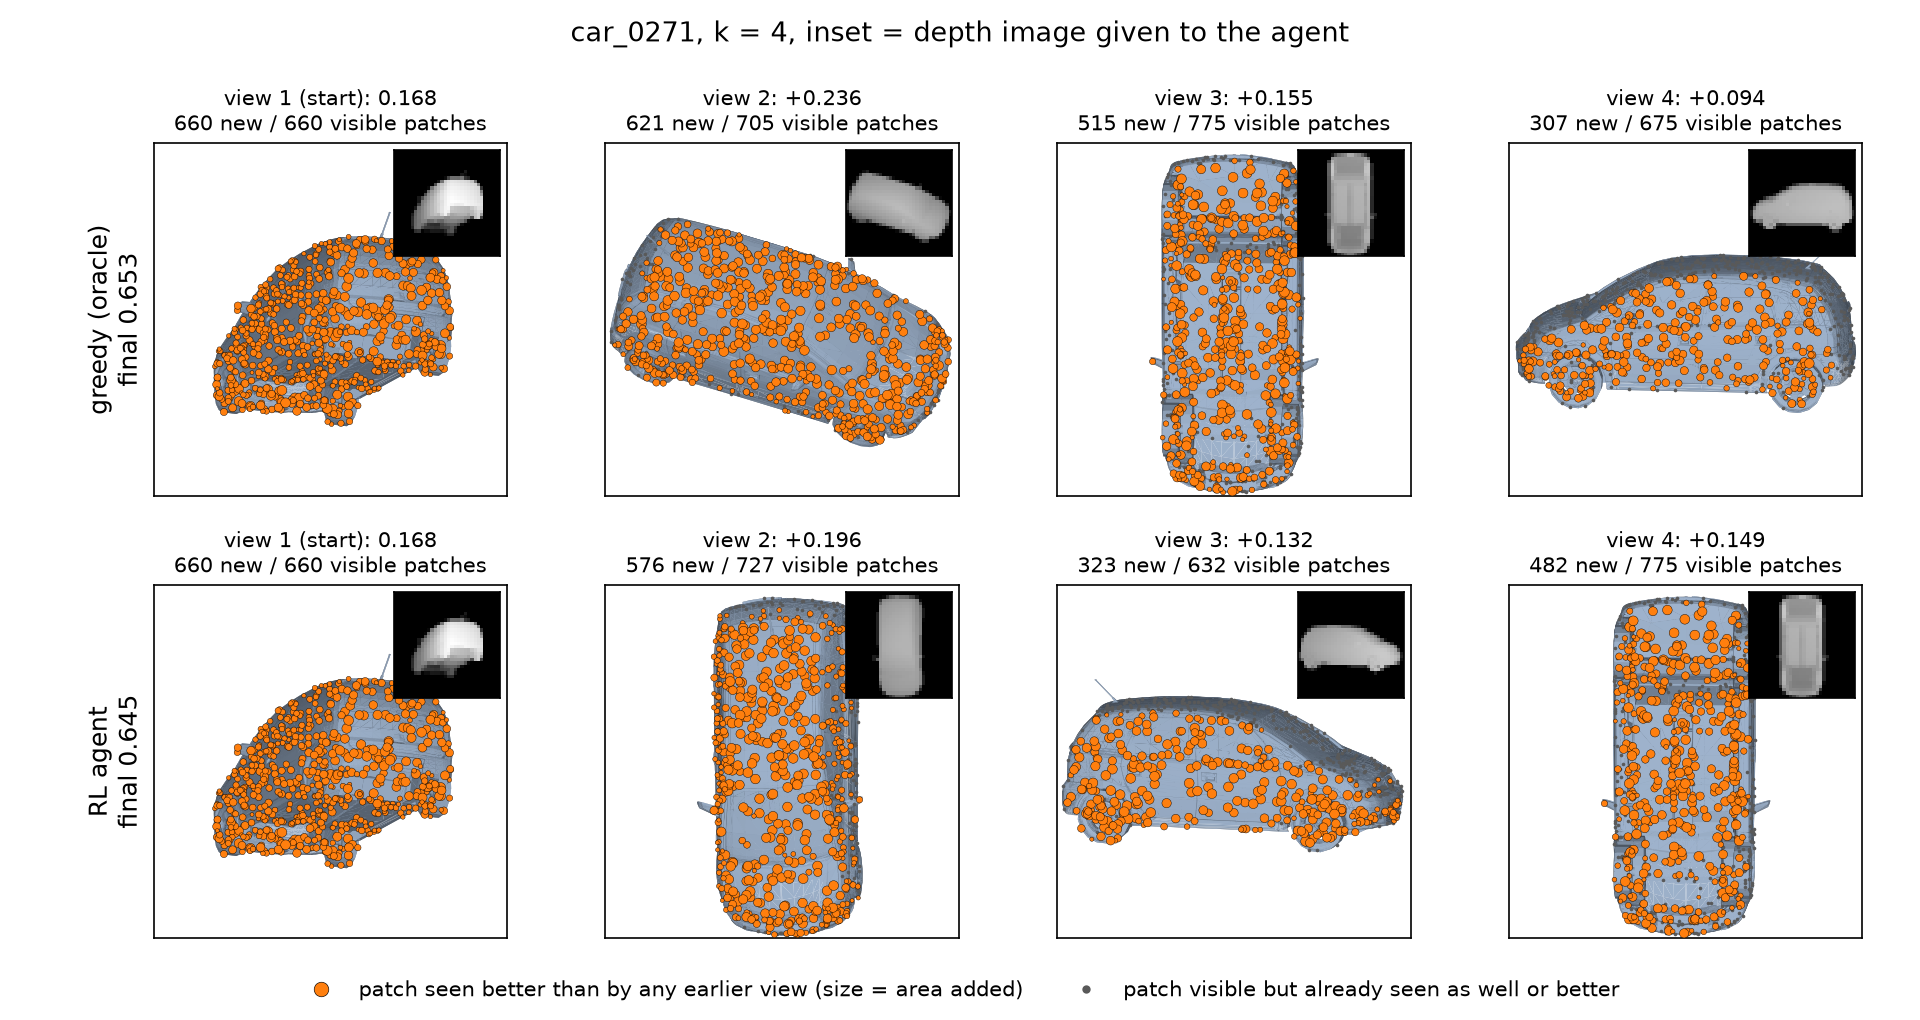 car_0271, k = 4, inset = depth image given to the agent
view 1 (start): 0.168
660 new / 660 visible patches
view 2: +0.236
621 new / 705 visible patches
view 3: +0.155
515 new / 775 visible patches
view 4: +0.094
307 new / 675 visible patches
greedy (oracle)
final 0.653
view 1 (start): 0.168
660 new / 660 visible patches
view 2: +0.196
576 new / 727 visible patches
view 3: +0.132
323 new / 632 visible patches
view 4: +0.149
482 new / 775 visible patches
RL agent
final 0.645
patch seen better than by any earlier view (size = area added)
patch visible but already seen as well or better